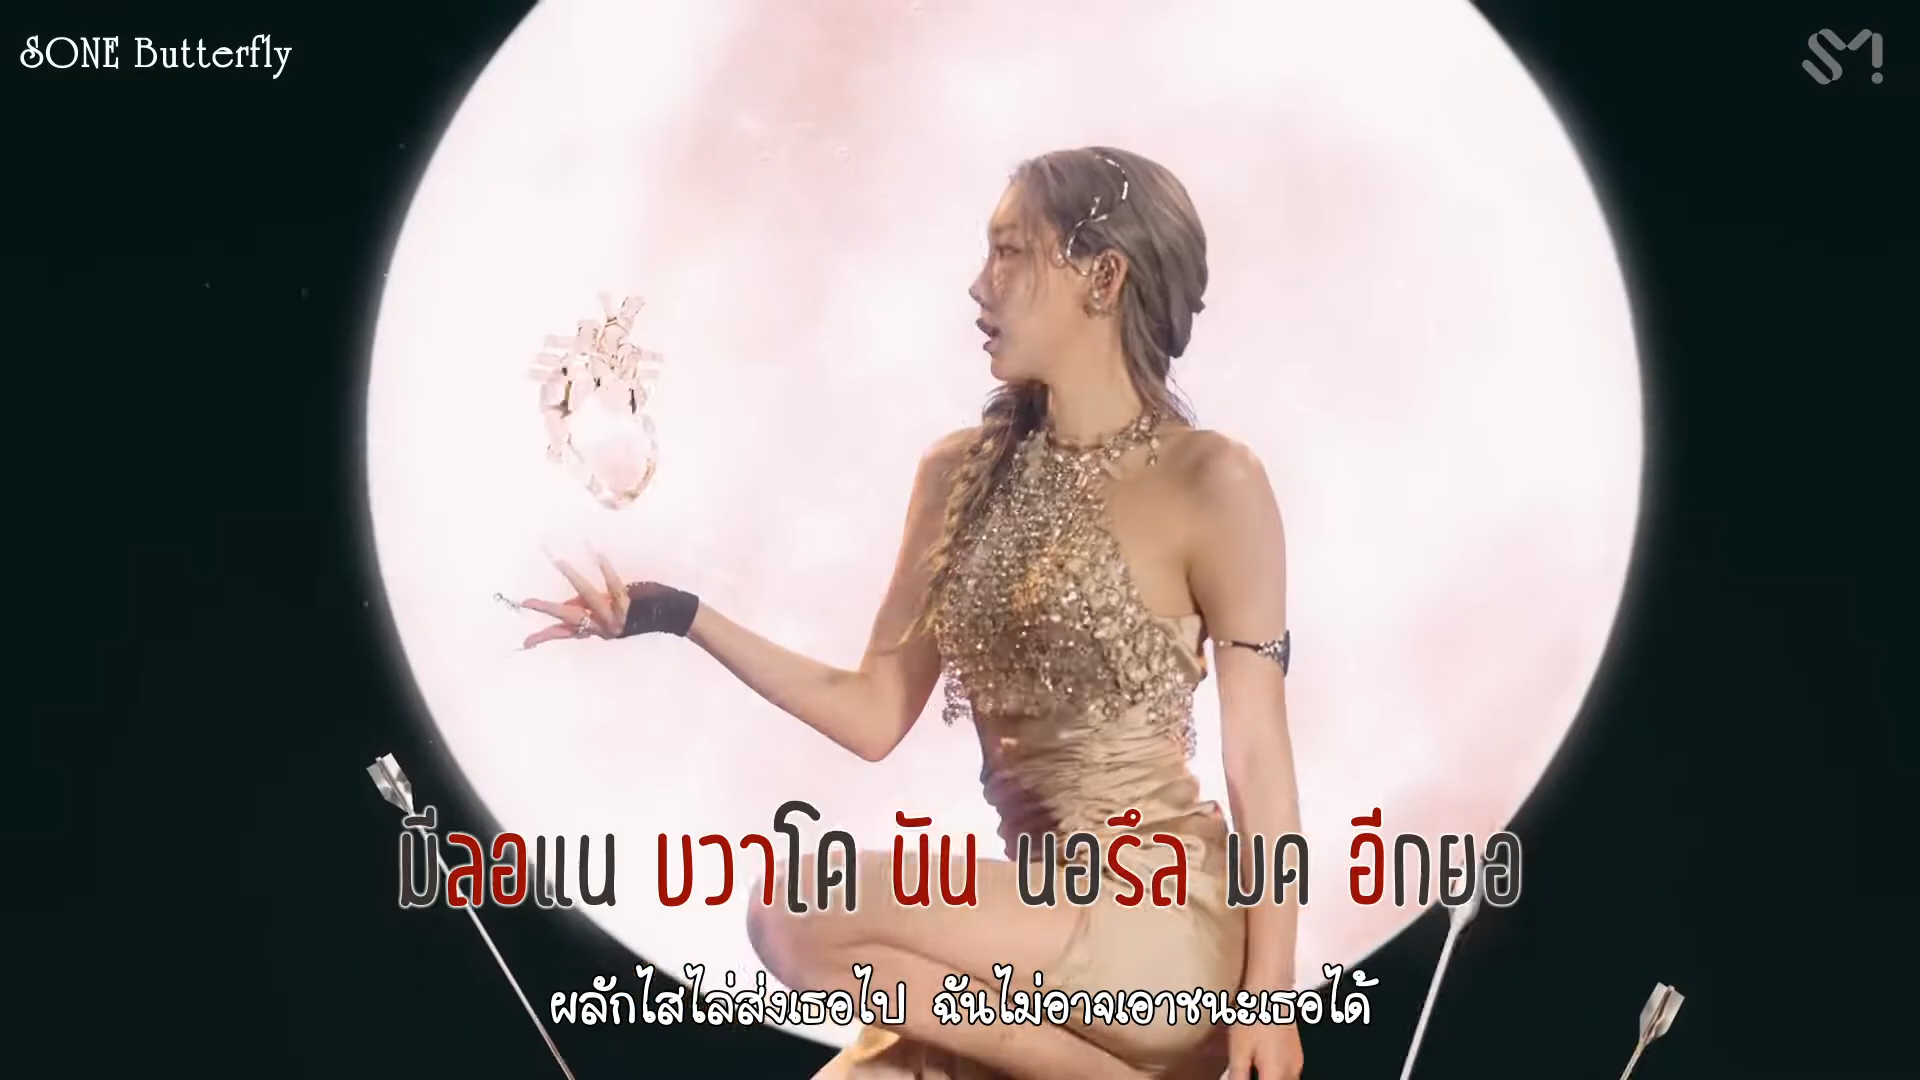 SONE Butterfly
SM!
มีลอแน บวาโค นัน นอรึล มค อีกยอ
ผลักไสไล่ส่งเธอไป ฉันไม่อาจเอาชนะเธอได้